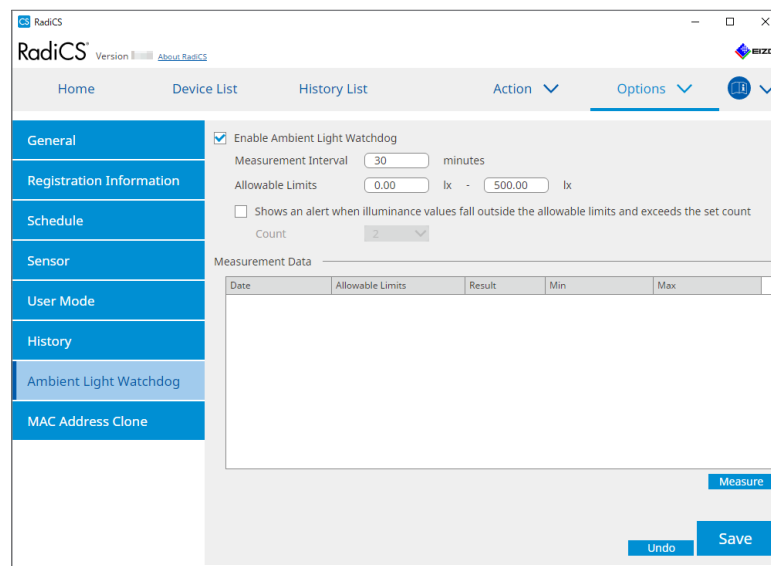 CS RadiCS
RadiCS® Version About RadiCS EIZO
Home Device List History List Action Options
General
Registration Information
Schedule
Sensor
User Mode
History
Ambient Light Watchdog
MAC Address Clone
Enable Ambient Light Watchdog
Measurement Interval 30 minutes
Allowable Limits 0.00 lx - 500.00 lx
Shows an alert when illuminance values fall outside the allowable limits and exceeds the set count
Count 2
Measurement Data
Date Allowable Limits Result Min Max
Measure
Undo Save